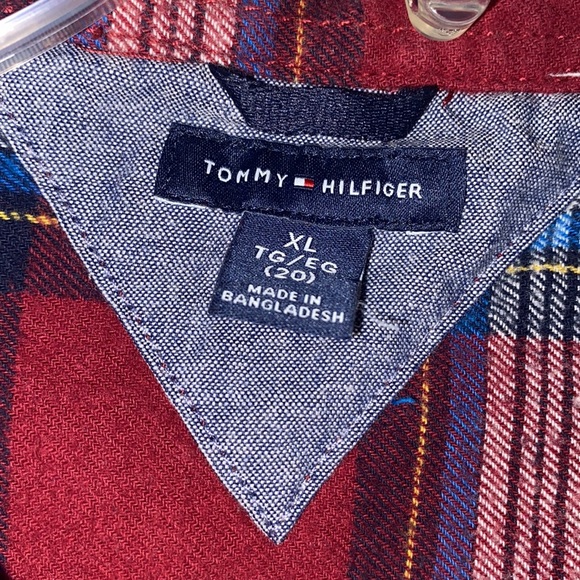 TOMMY HILFIGER
XL
TG/EG
(20)
MADE IN
BANGLADESH